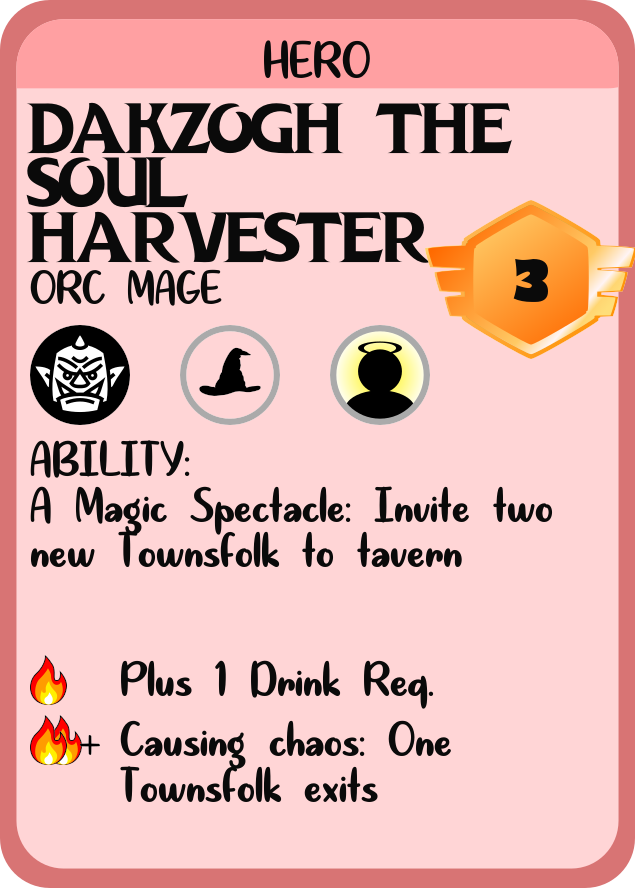 HERO
DAKZOGH THE
SOUL
HARVESTER
3
ORC MAGE
ABILITY:
A Magic Spectacle: Invite two
new Townsfolk to tavern
Plus 1 Drink Req.
+ Causing chaos: One
Townsfolk exits